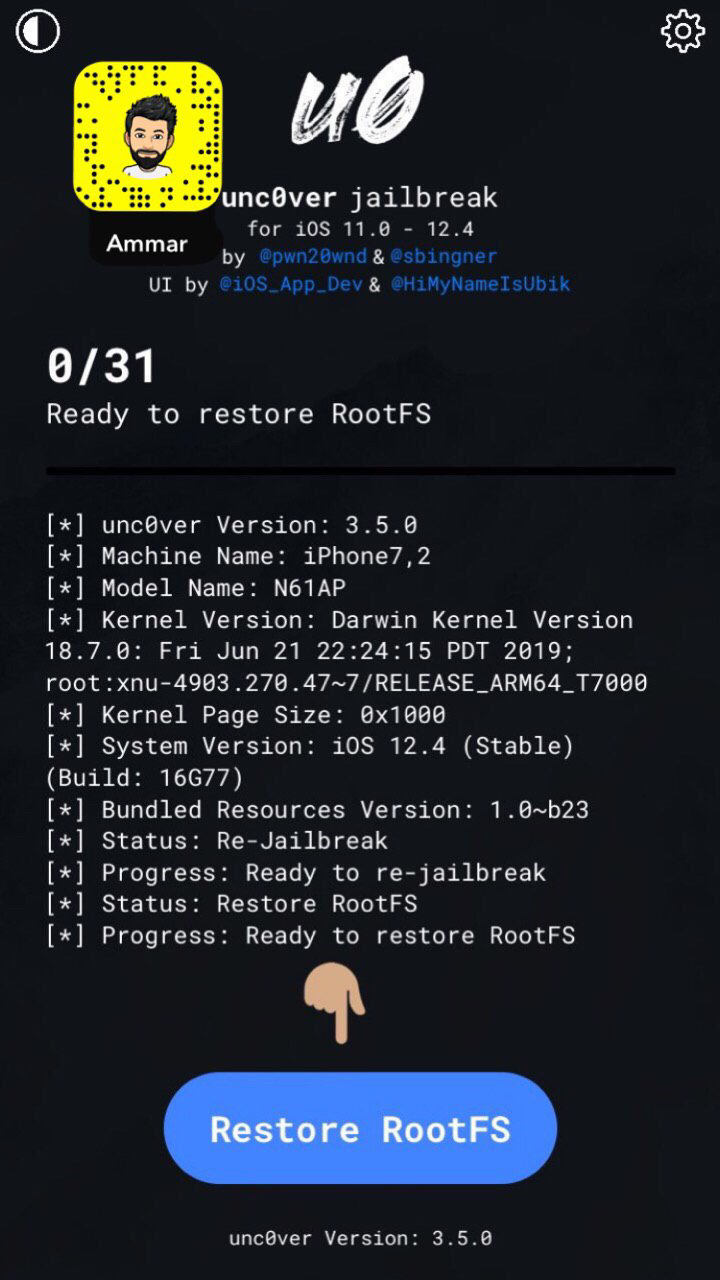 u0
Ammar
unc0ver jailbreak
for iOS 11.0 - 12.4
by @pwn20wnd & @sbingner
UI by @iOS_App_Dev & @HiMyNameIsUbik
0/31
Ready to restore RootFS
[*] unc0ver Version: 3.5.0
[*] Machine Name: iPhone7,2
[*] Model Name: N61AP
[*] Kernel Version: Darwin Kernel Version
18.7.0: Fri Jun 21 22:24:15 PDT 2019;
root:xnu-4903.270.47~7/RELEASE_ARM64_T7000
[*] Kernel Page Size: 0x1000
[*] System Version: iOS 12.4 (Stable)
(Build: 16G77)
[*] Bundled Resources Version: 1.0~b23
[*] Status: Re-Jailbreak
[*] Progress: Ready to re-jailbreak
[*] Status: Restore RootFS
[*] Progress: Ready to restore RootFS
Restore RootFS
unc0ver Version: 3.5.0